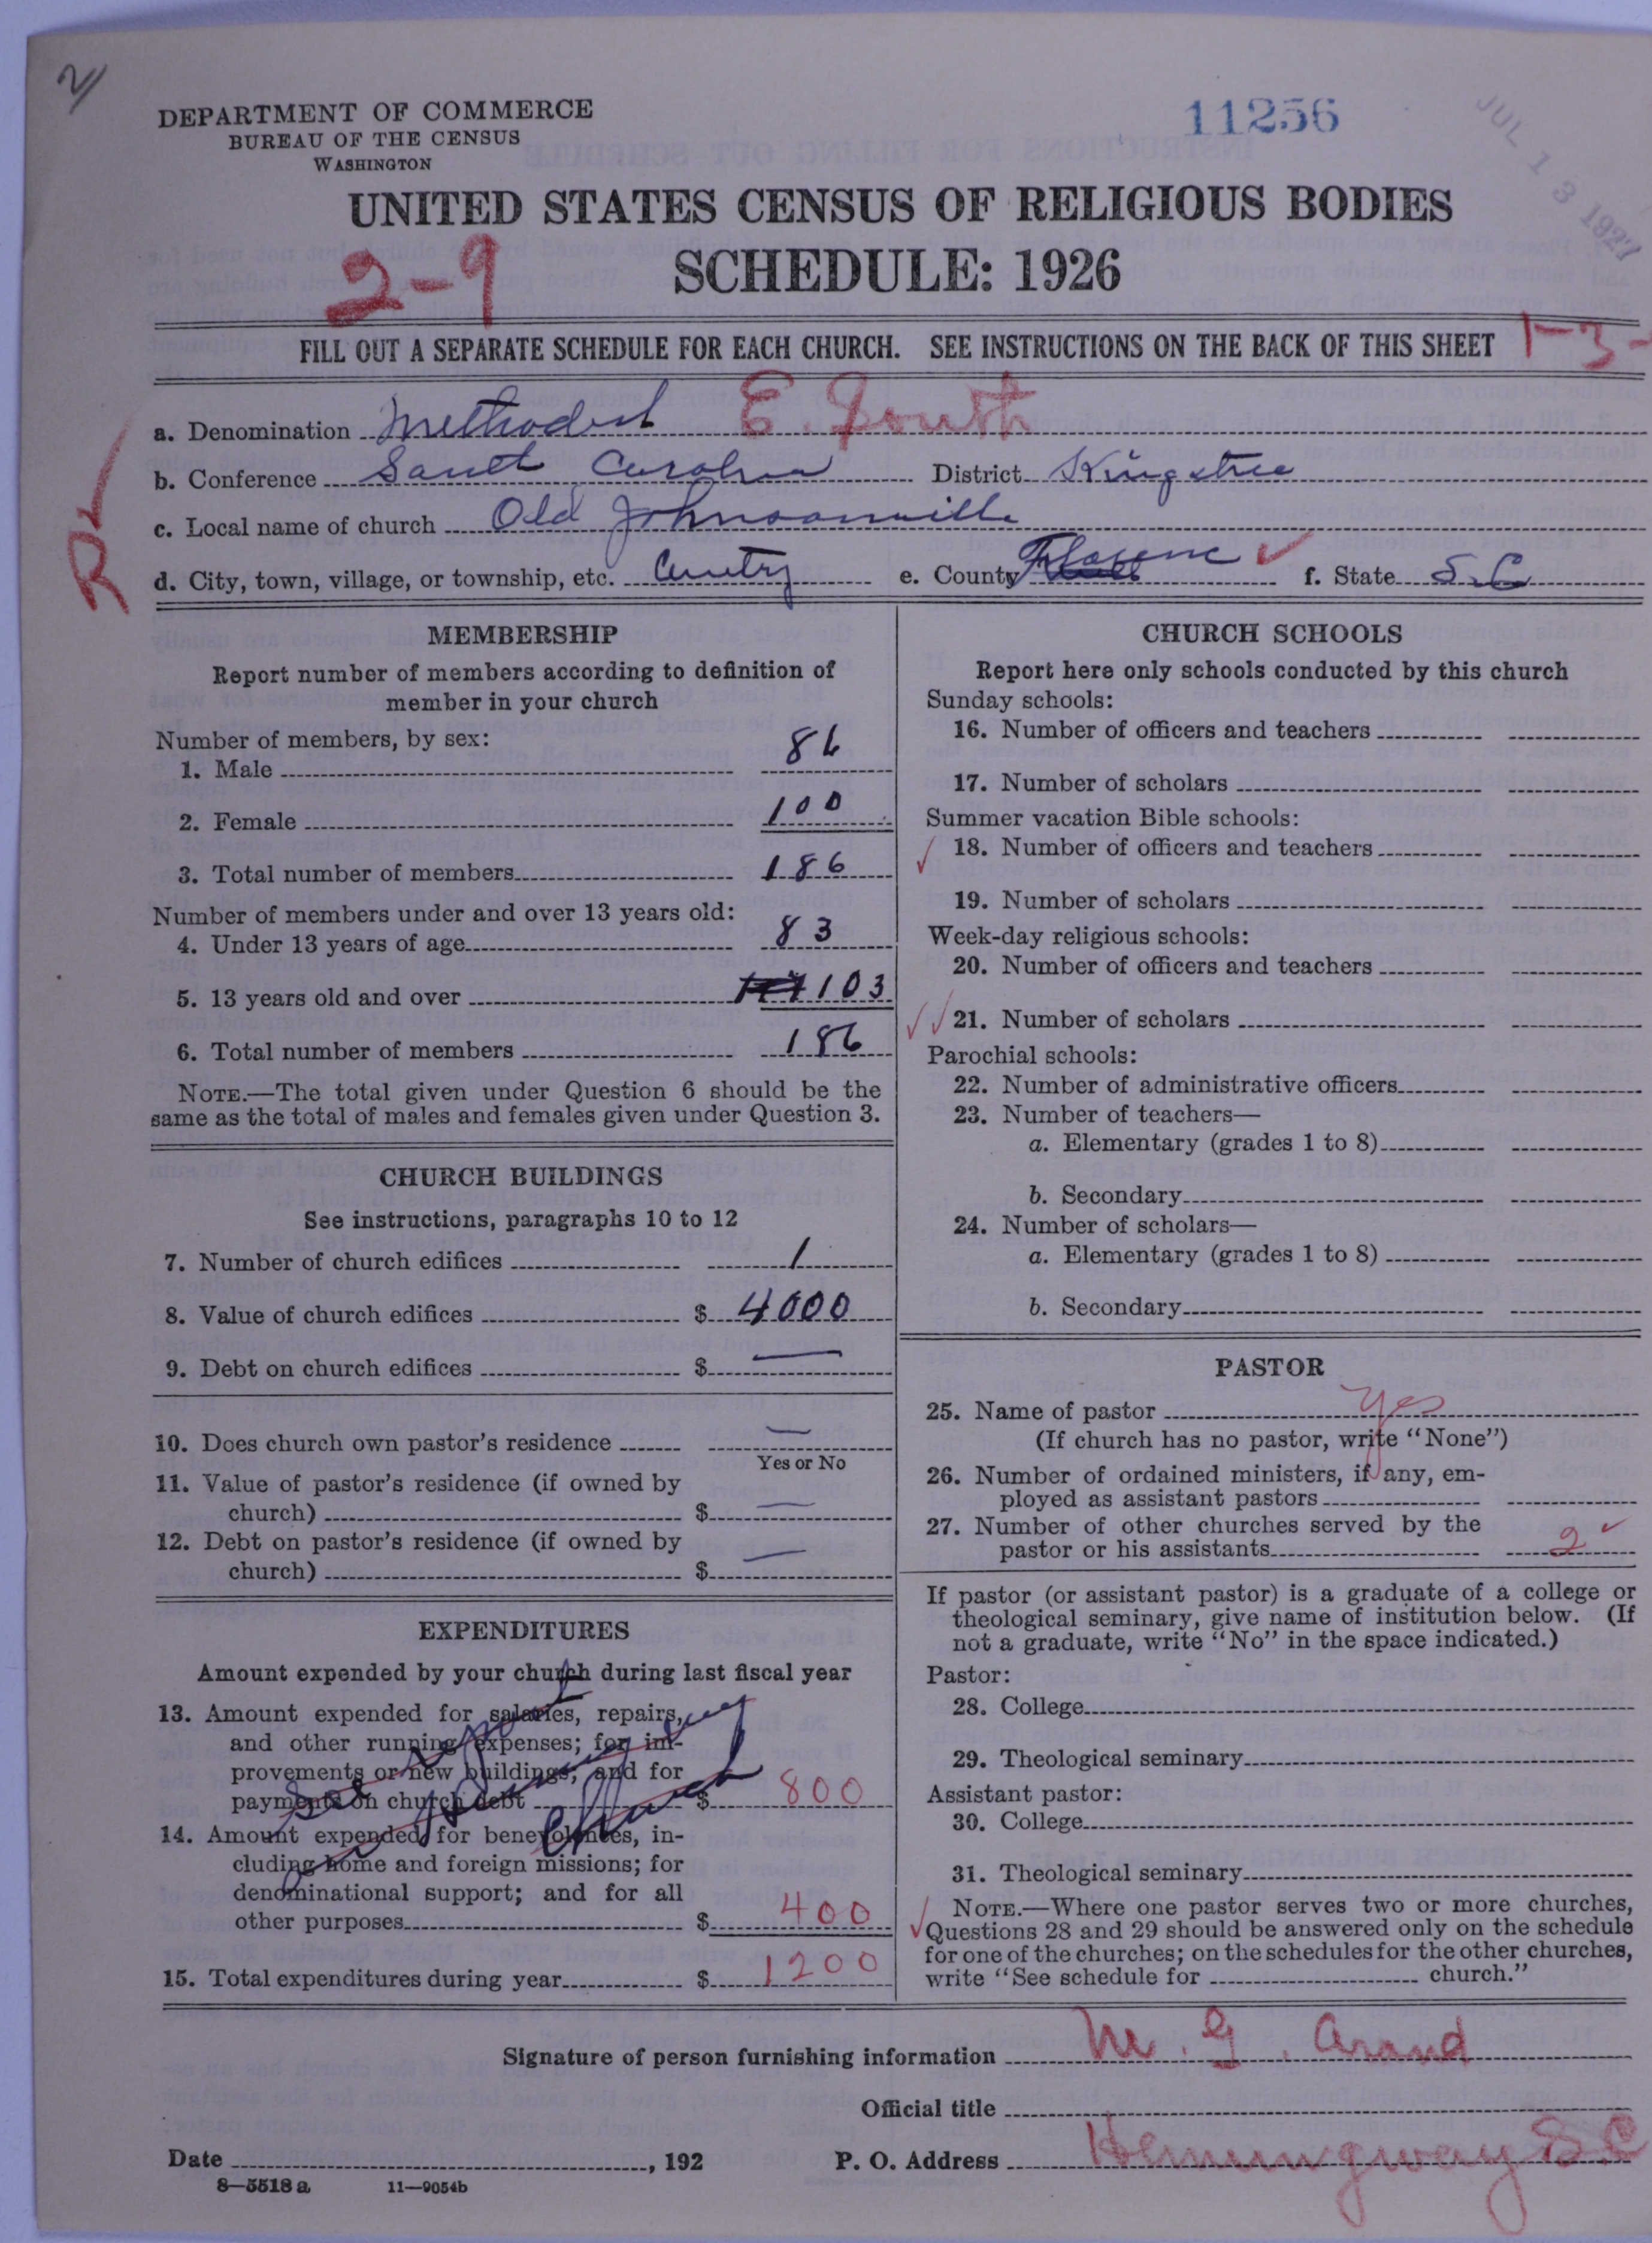 2/
DEPARTMENT OF COMMERCE
BUREAU OF THE CENSUS
WASHINGTON
11256
JUL 13 1927
UNITED STATES CENSUS OF RELIGIOUS BODIES
2-9
SCHEDULE: 1926
FILL OUT A SEPARATE SCHEDULE FOR EACH CHURCH. SEE INSTRUCTIONS ON THE BACK OF THIS SHEET 1-3-
a. Denomination Methodist E. South
b. Conference South Carolina District Kingstree
c. Local name of church Old Johnsonville
d. City, town, village, or township, etc. Country e. County Florence ✓ f. State S.C
MEMBERSHIP
Report number of members according to definition of
member in your church
Number of members, by sex:
1. Male 86
2. Female 100
3. Total number of members 186
Number of members under and over 13 years old:
4. Under 13 years of age 83
5. 13 years old and over 103
6. Total number of members 186
NOTE.—The total given under Question 6 should be the
same as the total of males and females given under Question 3.
CHURCH BUILDINGS
See instructions, paragraphs 10 to 12
7. Number of church edifices 1
8. Value of church edifices $ 4000
9. Debt on church edifices $ —
10. Does church own pastor's residence —
Yes or No
11. Value of pastor's residence (if owned by
church) $ —
12. Debt on pastor's residence (if owned by
church) $ —
EXPENDITURES
Amount expended by your church during last fiscal year
13. Amount expended for salaries, repairs,
and other running expenses; for im-
provements or new buildings; and for
payments on church debt $ 800
14. Amount expended for benevolences, in-
cluding home and foreign missions; for
denominational support; and for all
other purposes $ 400
15. Total expenditures during year $ 1200
See report
Church
CHURCH SCHOOLS
Report here only schools conducted by this church
Sunday schools:
16. Number of officers and teachers
17. Number of scholars
Summer vacation Bible schools:
✓ 18. Number of officers and teachers
19. Number of scholars
Week-day religious schools:
20. Number of officers and teachers
✓✓ 21. Number of scholars
Parochial schools:
22. Number of administrative officers
23. Number of teachers—
a. Elementary (grades 1 to 8)
b. Secondary
24. Number of scholars—
a. Elementary (grades 1 to 8)
b. Secondary
PASTOR
25. Name of pastor yes
(If church has no pastor, write "None")
26. Number of ordained ministers, if any, em-
ployed as assistant pastors
27. Number of other churches served by the
pastor or his assistants 2 ✓
If pastor (or assistant pastor) is a graduate of a college or
theological seminary, give name of institution below. (If
not a graduate, write "No" in the space indicated.)
Pastor:
28. College
29. Theological seminary
Assistant pastor:
30. College
31. Theological seminary
✓ NOTE.—Where one pastor serves two or more churches,
Questions 28 and 29 should be answered only on the schedule
for one of the churches; on the schedules for the other churches,
write "See schedule for church."
Signature of person furnishing information M. G. Arand
Official title
Date , 192 P. O. Address Hemingway S.C
8—5518 a 11—9054b